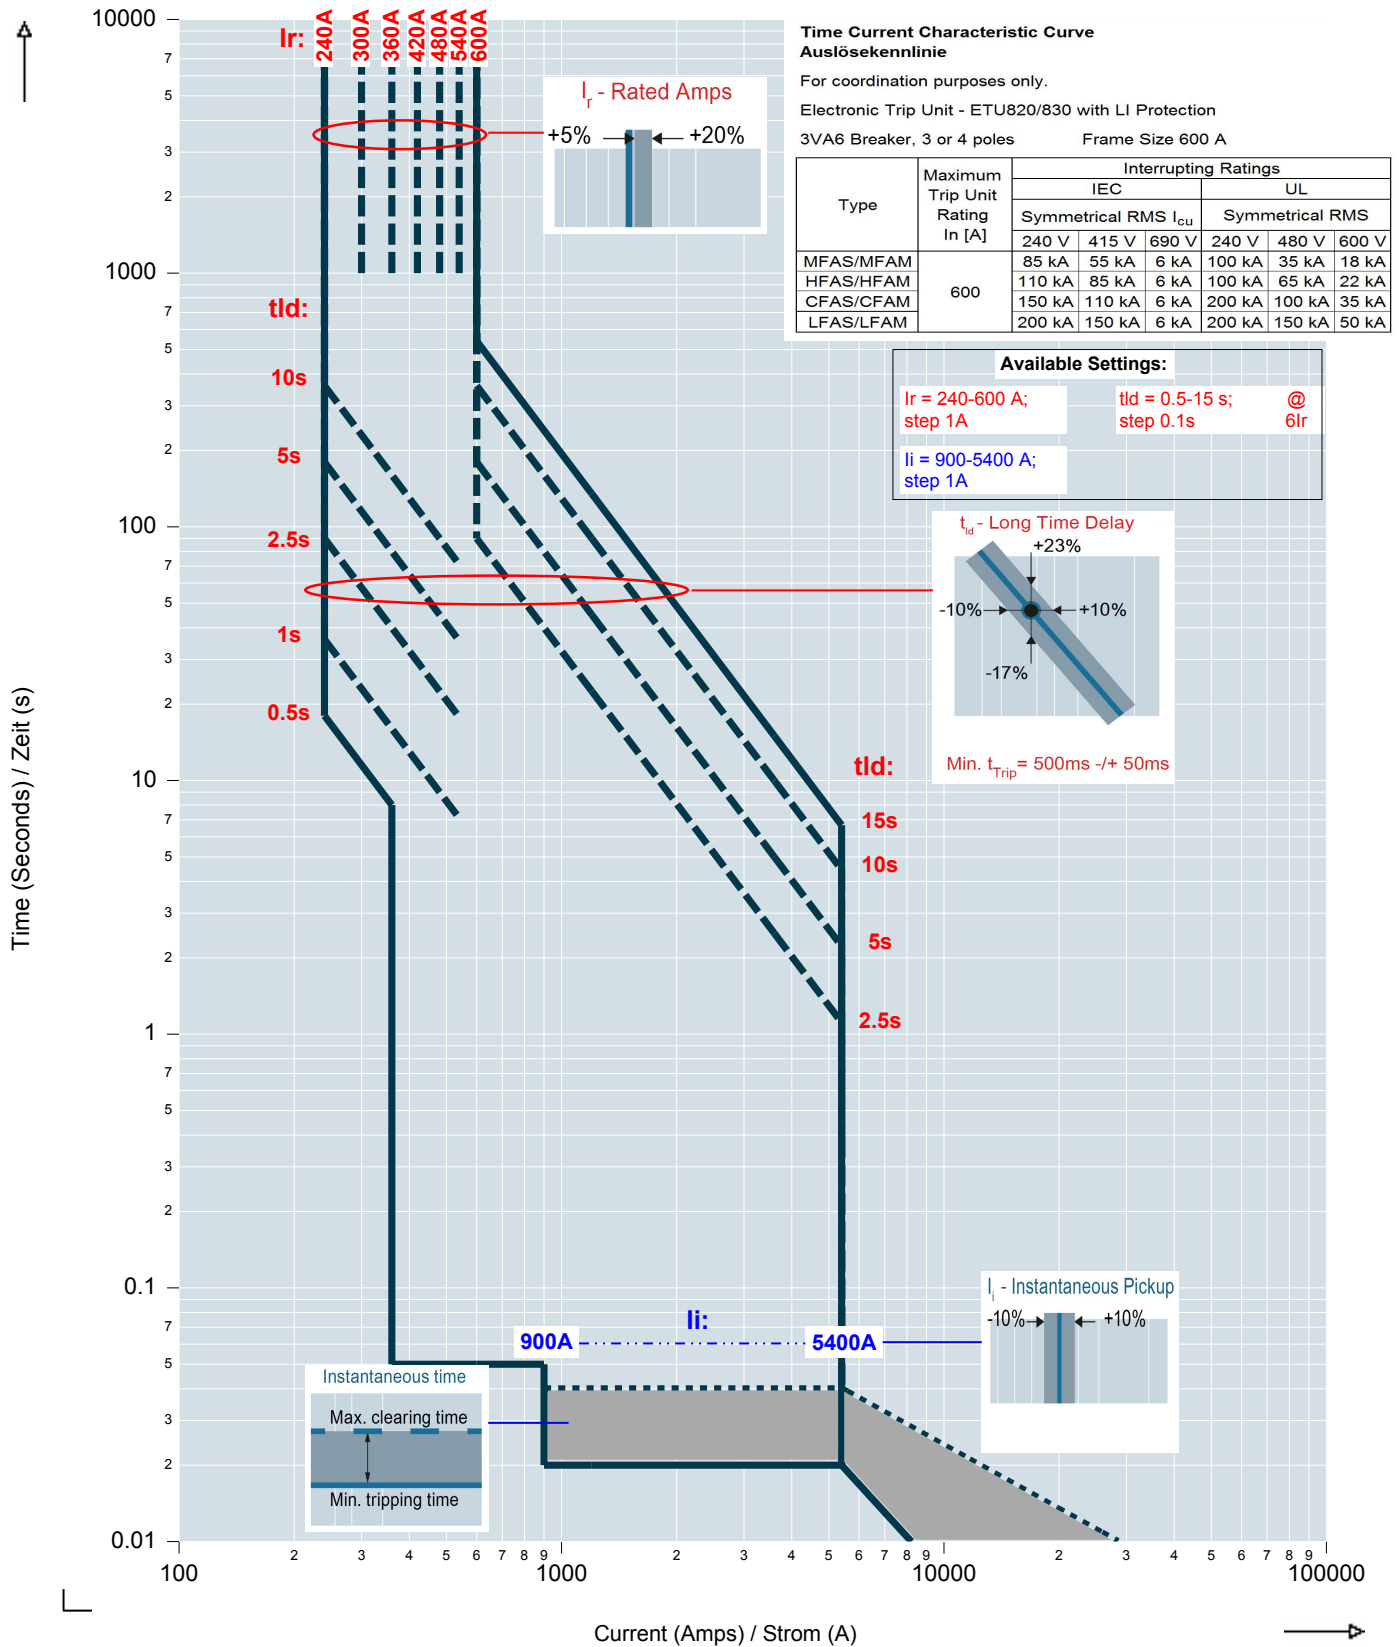 Time Current Characteristic Curve
Auslösekennlinie
For coordination purposes only.
Electronic Trip Unit - ETU820/830 with LI Protection
3VA6 Breaker, 3 or 4 poles Frame Size 600 A
Type Maximum Trip Unit Rating In [A] Interrupting Ratings
IEC UL
Symmetrical RMS Icu Symmetrical RMS
240 V 415 V 690 V 240 V 480 V 600 V
MFAS/MFAM 600 85 kA 55 kA 6 kA 100 kA 35 kA 18 kA
HFAS/HFAM 110 kA 85 kA 6 kA 100 kA 65 kA 22 kA
CFAS/CFAM 150 kA 110 kA 6 kA 200 kA 100 kA 35 kA
LFAS/LFAM 200 kA 150 kA 6 kA 200 kA 150 kA 50 kA
Available Settings:
Ir = 240-600 A; tld = 0.5-15 s; @
step 1A step 0.1s 6Ir
Ii = 900-5400 A;
step 1A
Ir: 240A 300A 360A 420A 480A 540A 600A
Ir - Rated Amps
+5% +20%
tld:
10s
5s
2.5s
1s
0.5s
tld - Long Time Delay
+23%
-10% +10%
-17%
Min. tTrip= 500ms -/+ 50ms
tld:
15s
10s
5s
2.5s
Ii:
900A 5400A
Ii - Instantaneous Pickup
-10% +10%
Instantaneous time
Max. clearing time
Min. tripping time
Time (Seconds) / Zeit (s)
10000
7
5
3
2
1000
7
5
3
2
100
7
5
3
2
10
7
5
3
2
1
7
5
3
2
0.1
7
5
3
2
0.01
2 3 4 5 6 7 8 9 2 3 4 5 6 7 8 9 2 3 4 5 6 7 8 9
100 1000 10000 100000
Current (Amps) / Strom (A)